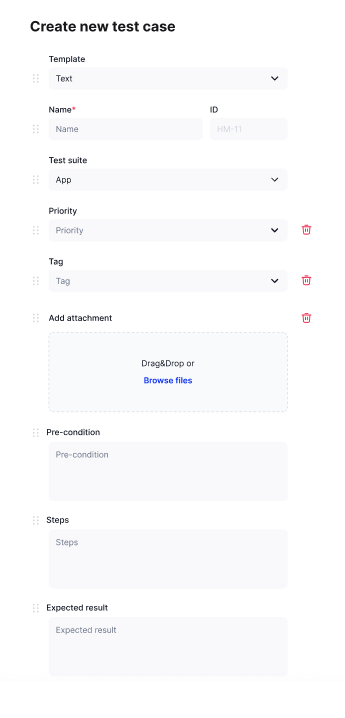 Create new test case
Template
Text
Name* ID
Name HM-11
Test suite
App
Priority
Priority
Tag
Tag
Add attachment
Drag&Drop or
Browse files
Pre-condition
Pre-condition
Steps
Steps
Expected result
Expected result